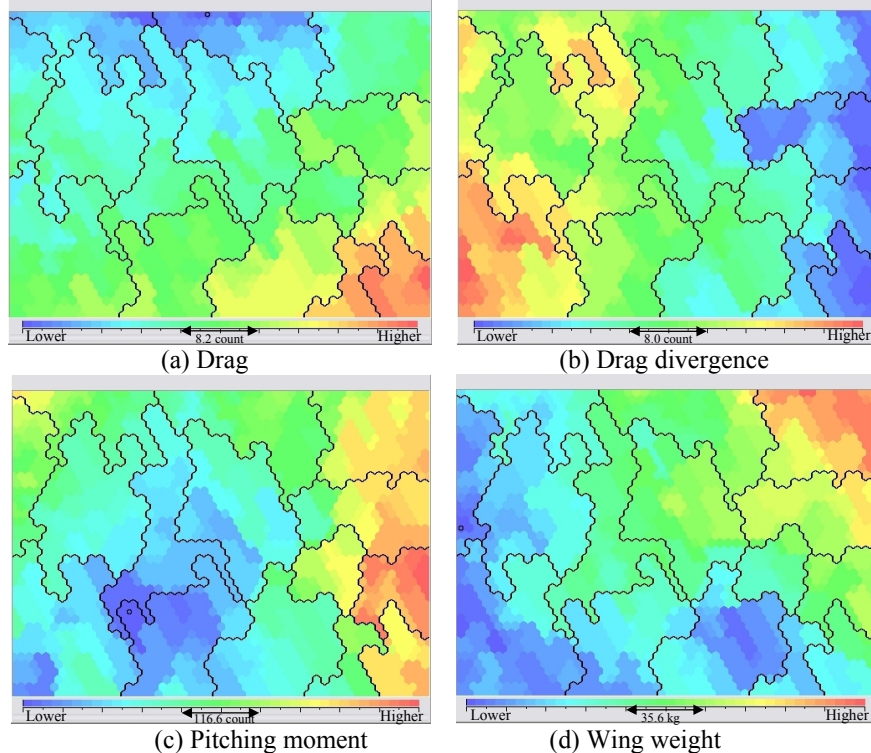 Lower 8.2 count Higher
(a) Drag
Lower 8.0 count Higher
(b) Drag divergence
Lower 116.6 count Higher
(c) Pitching moment
Lower 35.6 kg Higher
(d) Wing weight